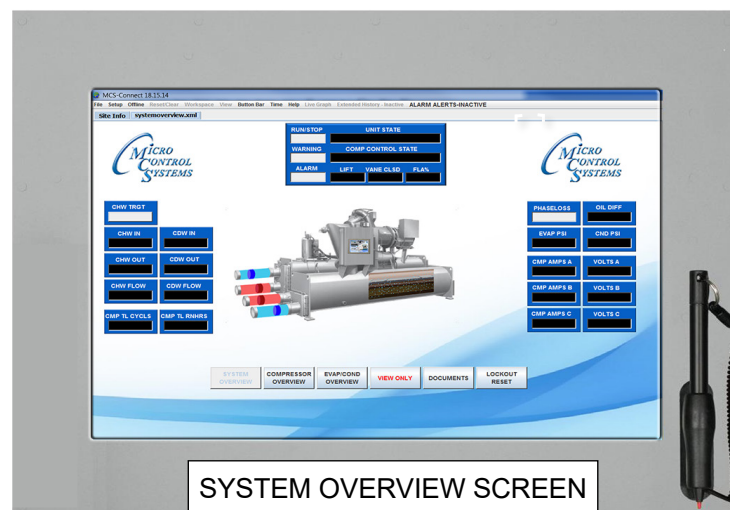 MCS-Connect 18.15.14
File Setup Offline Reset/Clear Workspace View Button Bar Time Help Live Graph Extended History - Inactive ALARM ALERTS-INACTIVE
Site Info systemoverview.xml
RUN/STOP UNIT STATE
WARNING COMP CONTROL STATE
ALARM LIFT VANE CLSD FLA%
MICRO
CONTROL
SYSTEMS
MICRO
CONTROL
SYSTEMS
CHW TRGT
CHW IN CDW IN
CHW OUT CDW OUT
CHW FLOW CDW FLOW
CMP TL CYCLS CMP TL RNHRS
PHASELOSS OIL DIFF
EVAP PSI CND PSI
CMP AMPS A VOLTS A
CMP AMPS B VOLTS B
CMP AMPS C VOLTS C
SYSTEM
OVERVIEW
COMPRESSOR
OVERVIEW
EVAP/COND
OVERVIEW
VIEW ONLY
DOCUMENTS
LOCKOUT
RESET
SYSTEM OVERVIEW SCREEN